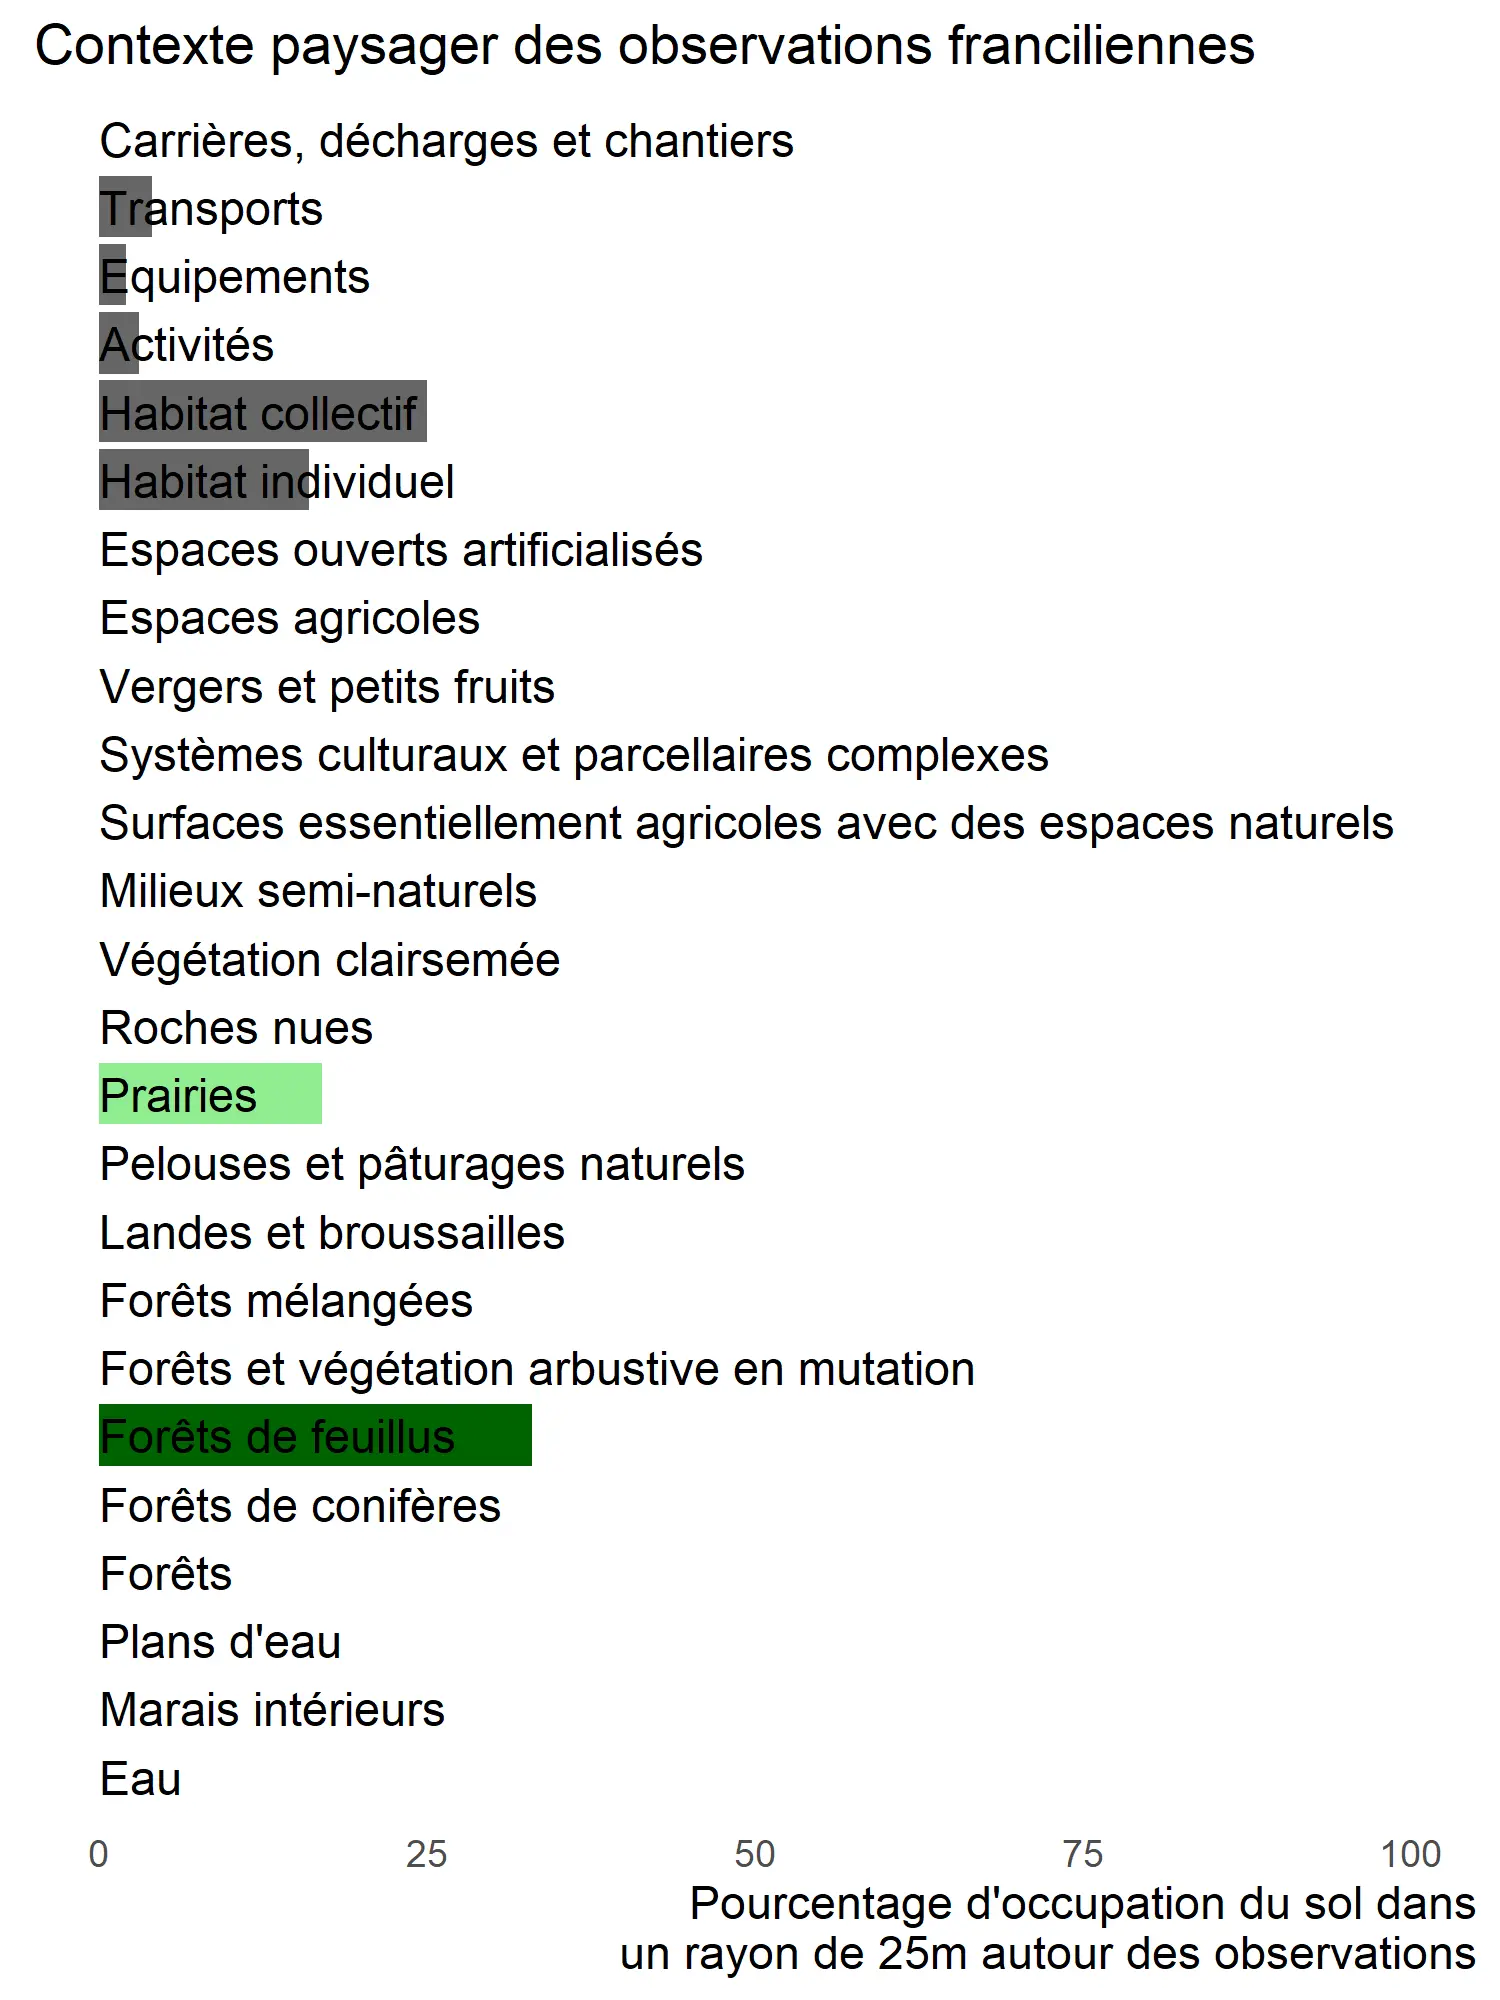 Contexte paysager des observations franciliennes
Carrières, décharges et chantiers
Transports
Equipements
Activités
Habitat collectif
Habitat individuel
Espaces ouverts artificialisés
Espaces agricoles
Vergers et petits fruits
Systèmes culturaux et parcellaires complexes
Surfaces essentiellement agricoles avec des espaces naturels
Milieux semi-naturels
Végétation clairsemée
Roches nues
Prairies
Pelouses et pâturages naturels
Landes et broussailles
Forêts mélangées
Forêts et végétation arbustive en mutation
Forêts de feuillus
Forêts de conifères
Forêts
Plans d'eau
Marais intérieurs
Eau
0 25 50 75 100
Pourcentage d'occupation du sol dans
un rayon de 25m autour des observations